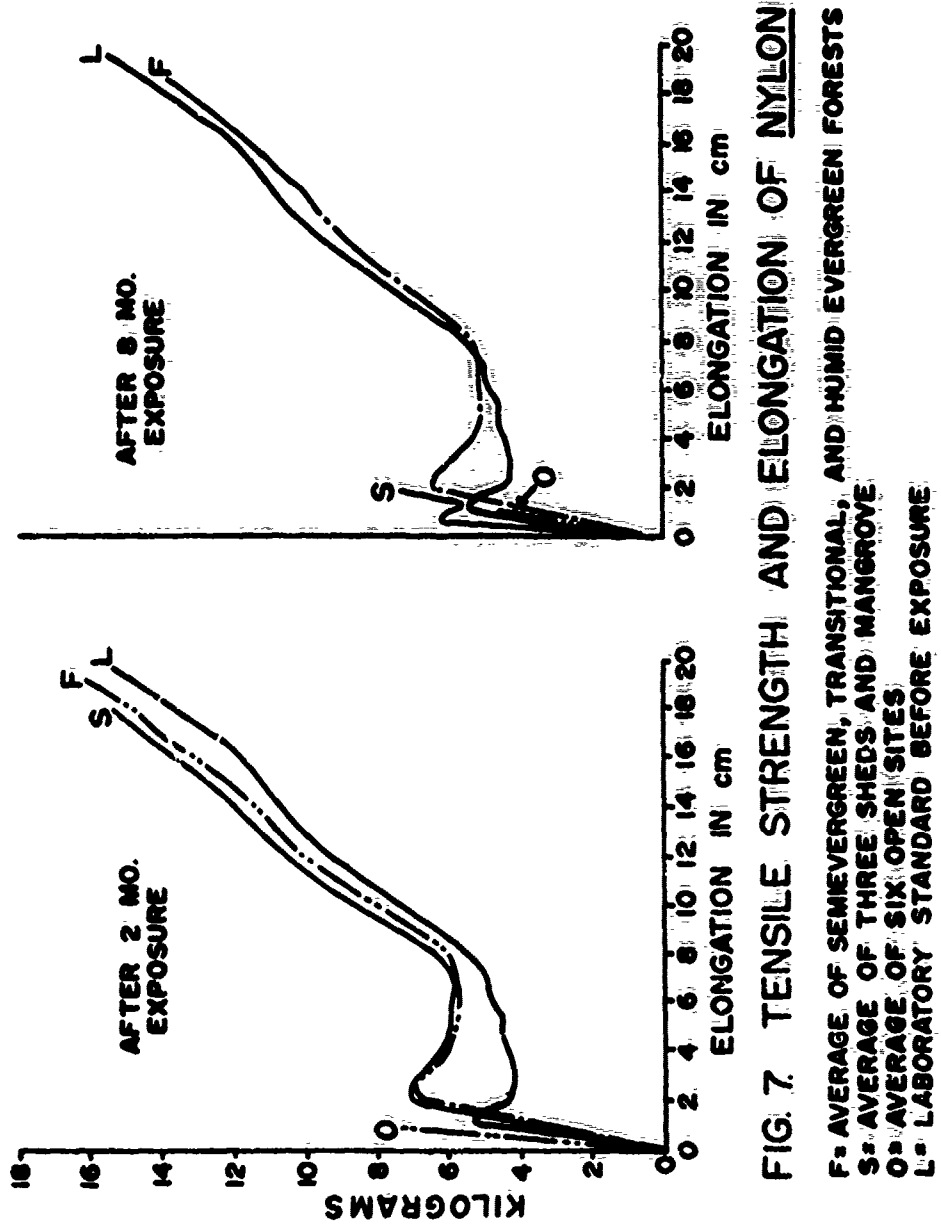 AFTER 2 MO.
EXPOSURE
AFTER 8 MO.
EXPOSURE
KILOGRAMS
18
16
14
12
10
8
6
4
2
0
O
S
F
L
0 2 4 6 8 10 12 14 16 18 20
ELONGATION IN cm
S
O
L
F
0 2 4 6 8 10 12 14 16 18 20
ELONGATION IN cm
FIG. 7. TENSILE STRENGTH AND ELONGATION OF NYLON
F= AVERAGE OF SEMIEVERGREEN, TRANSITIONAL, AND HUMID EVERGREEN FORESTS
S= AVERAGE OF THREE SHEDS AND MANGROVE
O= AVERAGE OF SIX OPEN SITES
L= LABORATORY STANDARD BEFORE EXPOSURE